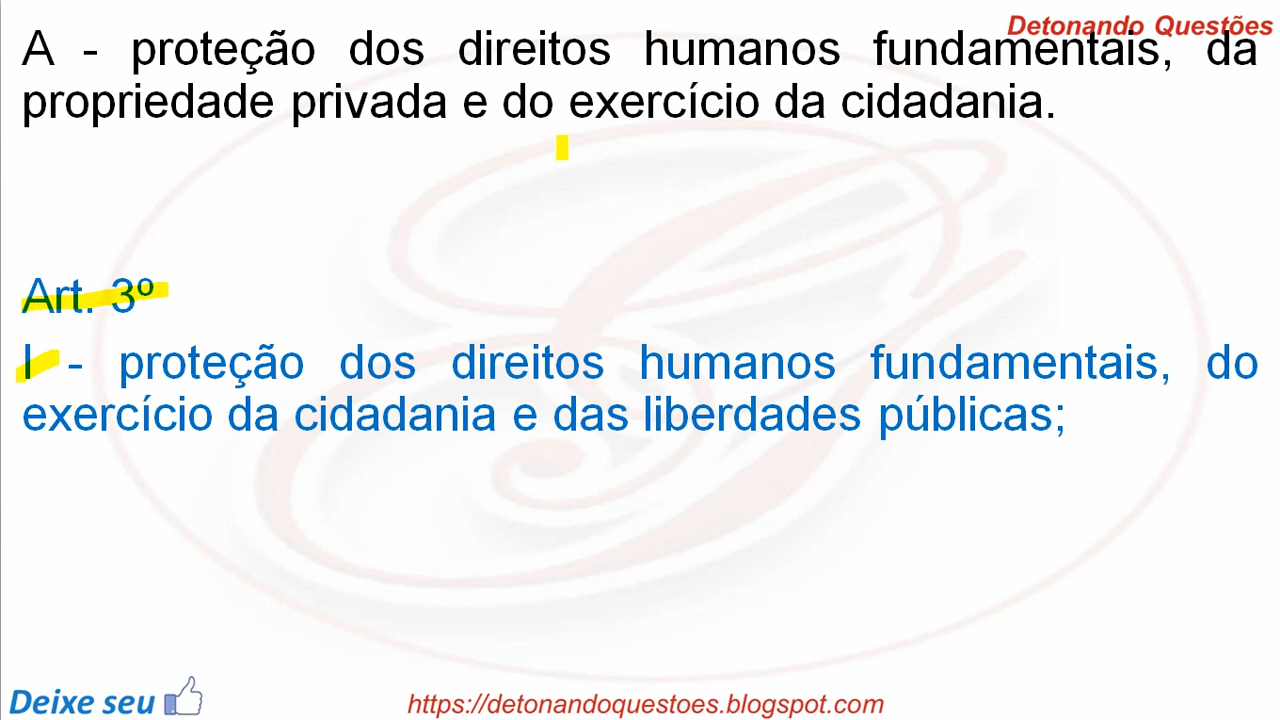 Detonando Questões
A - proteção dos direitos humanos fundamentais, da
propriedade privada e do exercício da cidadania.
Art. 3º
I - proteção dos direitos humanos fundamentais, do
exercício da cidadania e das liberdades públicas;
Deixe seu
https://detonandoquestoes.blogspot.com